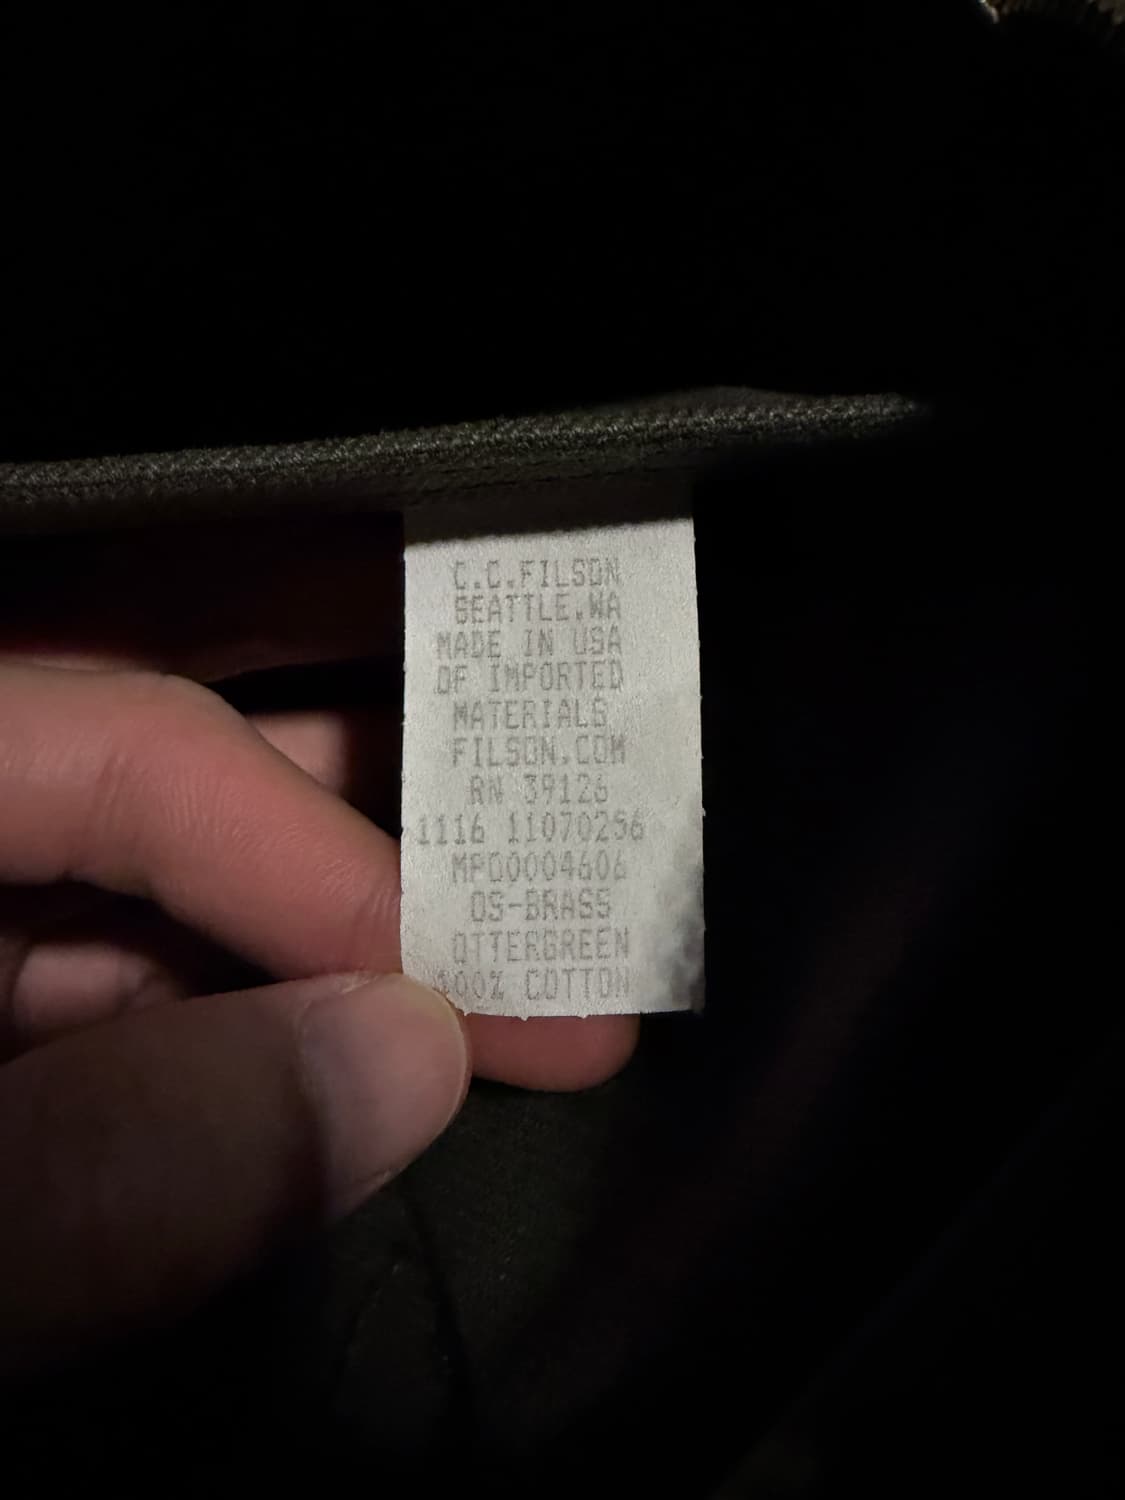 C.C.FILSON
SEATTLE.WA
MADE IN USA
OF IMPORTED
MATERIALS
FILSON.COM
RN 39126
1116 11070256
MPO0004606
OS-BRASS
OTTERGREEN
100% COTTON